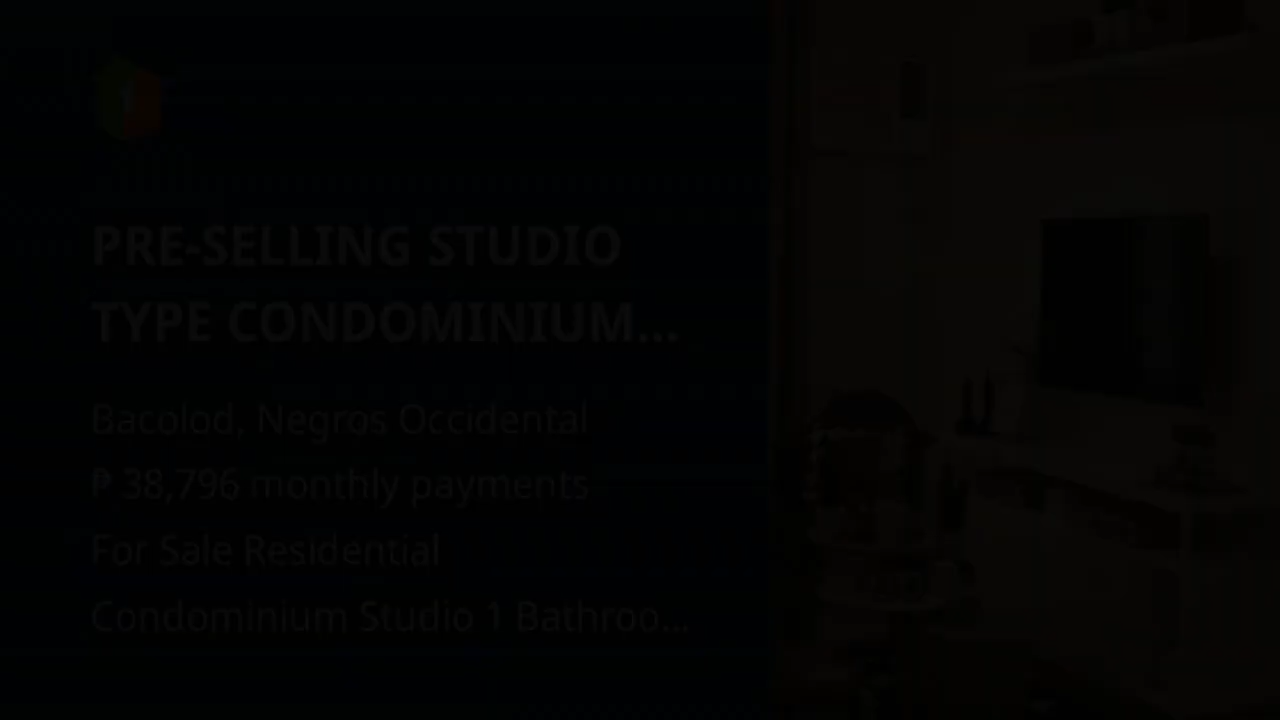 PRE-SELLING STUDIO
TYPE CONDOMINIUM...
Bacolod, Negros Occidental
₱ 38,796 monthly payments
For Sale Residential
Condominium Studio 1 Bathroo...